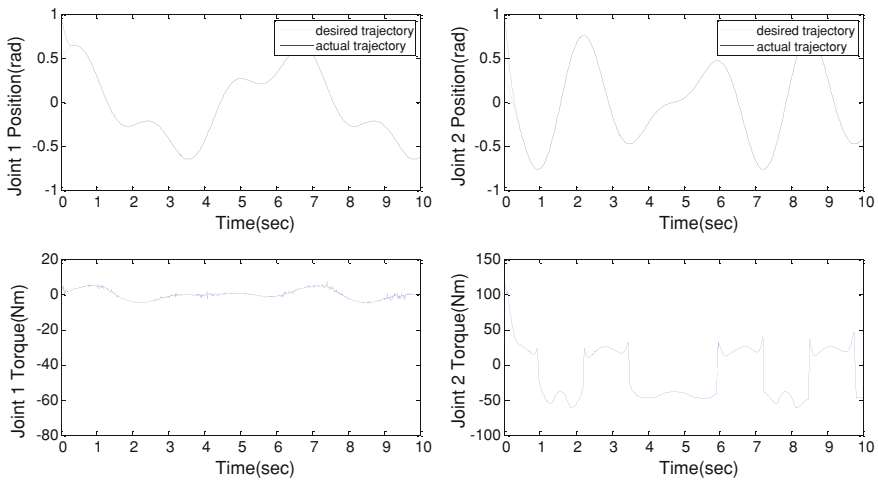 1
0.5
0
-0.5
-1
Joint 1 Position(rad)
desired trajectory
actual trajectory
0 1 2 3 4 5 6 7 8 9 10
Time(sec)
1
0.5
0
-0.5
-1
Joint 2 Position(rad)
desired trajectory
actual trajectory
0 1 2 3 4 5 6 7 8 9 10
Time(sec)
20
0
-20
-40
-60
-80
Joint 1 Torque(Nm)
0 1 2 3 4 5 6 7 8 9 10
Time(sec)
150
100
50
0
-50
-100
Joint 2 Torque(Nm)
0 1 2 3 4 5 6 7 8 9 10
Time(sec)